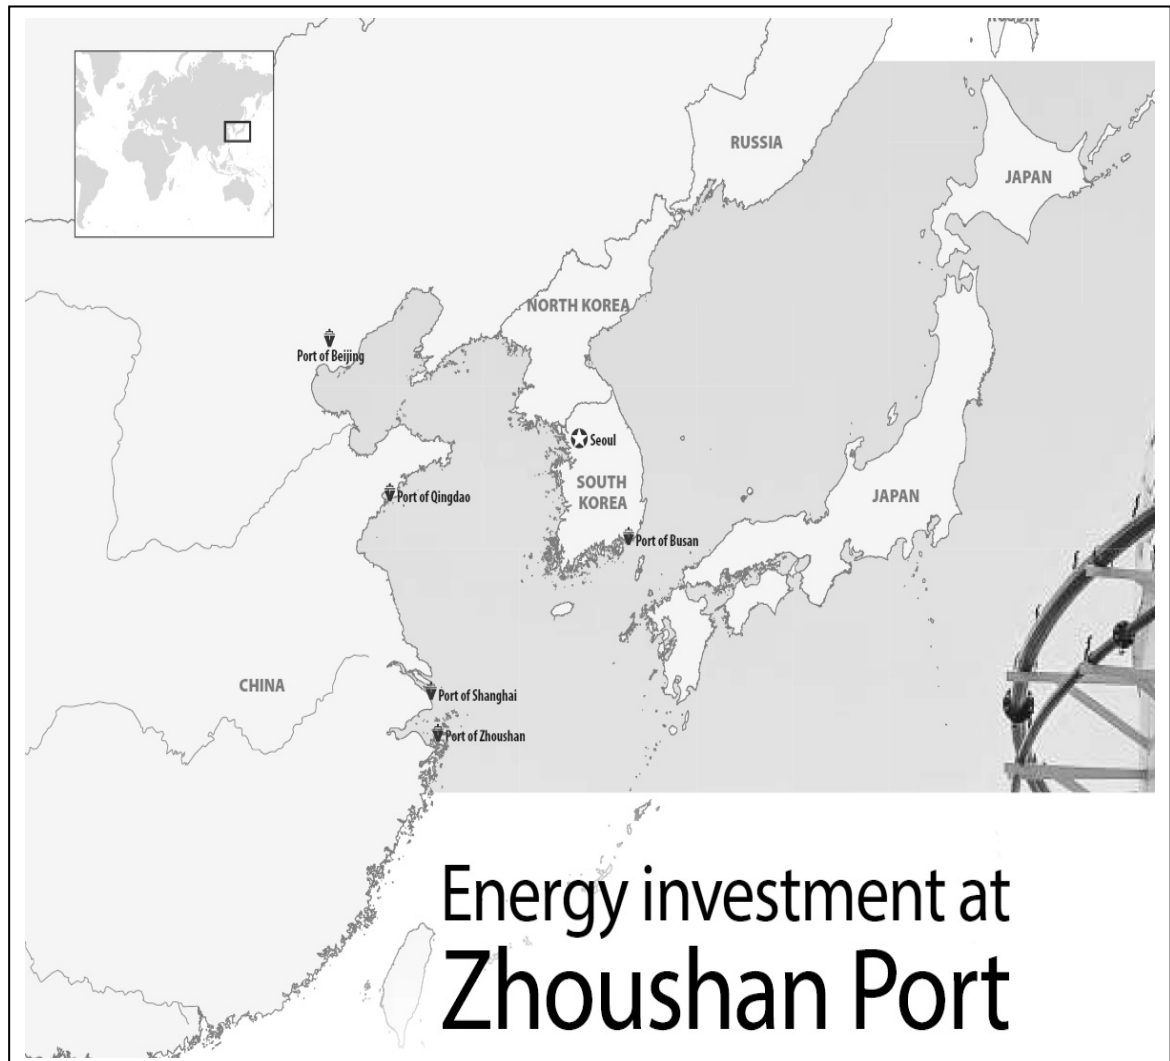 RUSSIA
RUSSIA
JAPAN
NORTH KOREA
Port of Beijing
Seoul
SOUTH
KOREA
Port of Qingdao
JAPAN
Port of Busan
CHINA
Port of Shanghai
Port of Zhoushan
Energy investment at
Zhoushan Port